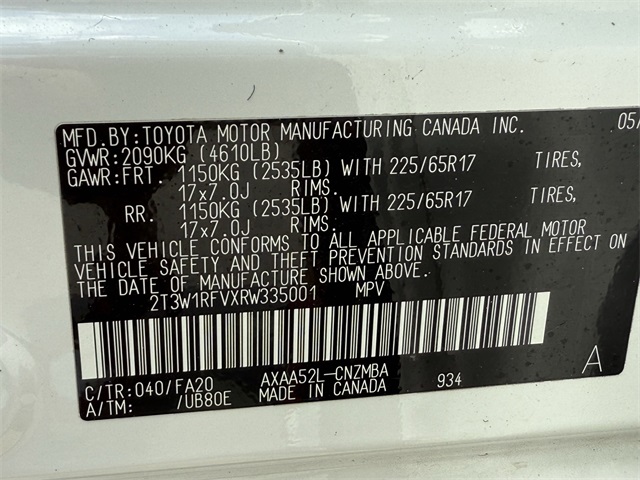 MFD.BY:TOYOTA MOTOR MANUFACTURING CANADA INC. 05/
GVWR:2090KG (4610LB)
GAWR:FRT. 1150KG (2535LB) WITH 225/65R17 TIRES,
17x7.0J RIMS.
RR. 1150KG (2535LB) WITH 225/65R17 TIRES,
17x7.0J RIMS.
THIS VEHICLE CONFORMS TO ALL APPLICABLE FEDERAL MOTOR
VEHICLE SAFETY AND THEFT PREVENTION STANDARDS IN EFFECT ON
THE DATE OF MANUFACTURE SHOWN ABOVE.
2T3W1RFVXRW335001 MPV
C/TR:040/FA20 AXAA52L-CNZMBA 934 A
A/TM: /UB80E MADE IN CANADA